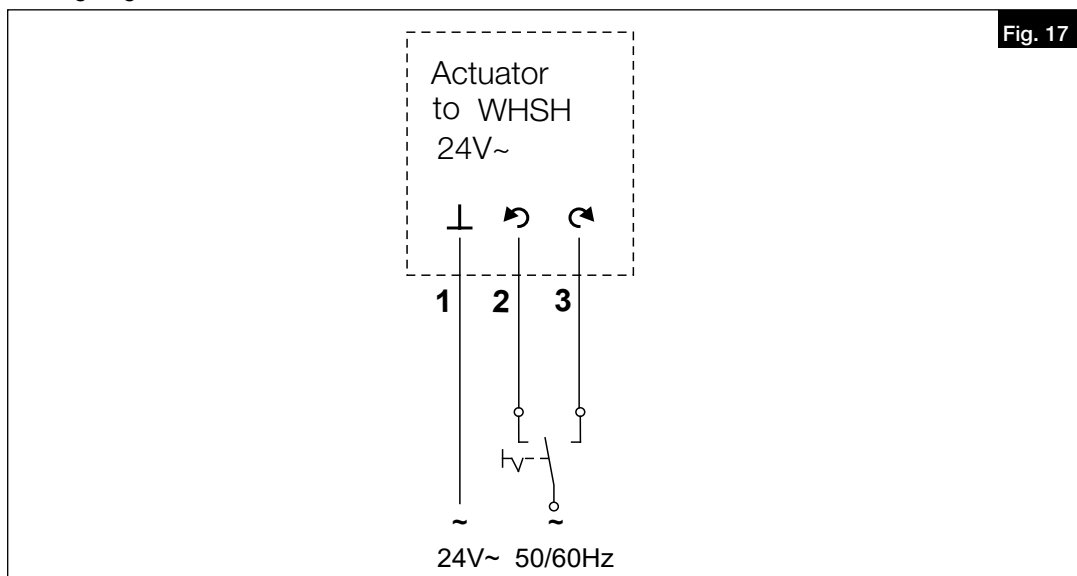 Fig. 17
Actuator
to WHSH
24V~
1 2 3
~ ~
24V~ 50/60Hz